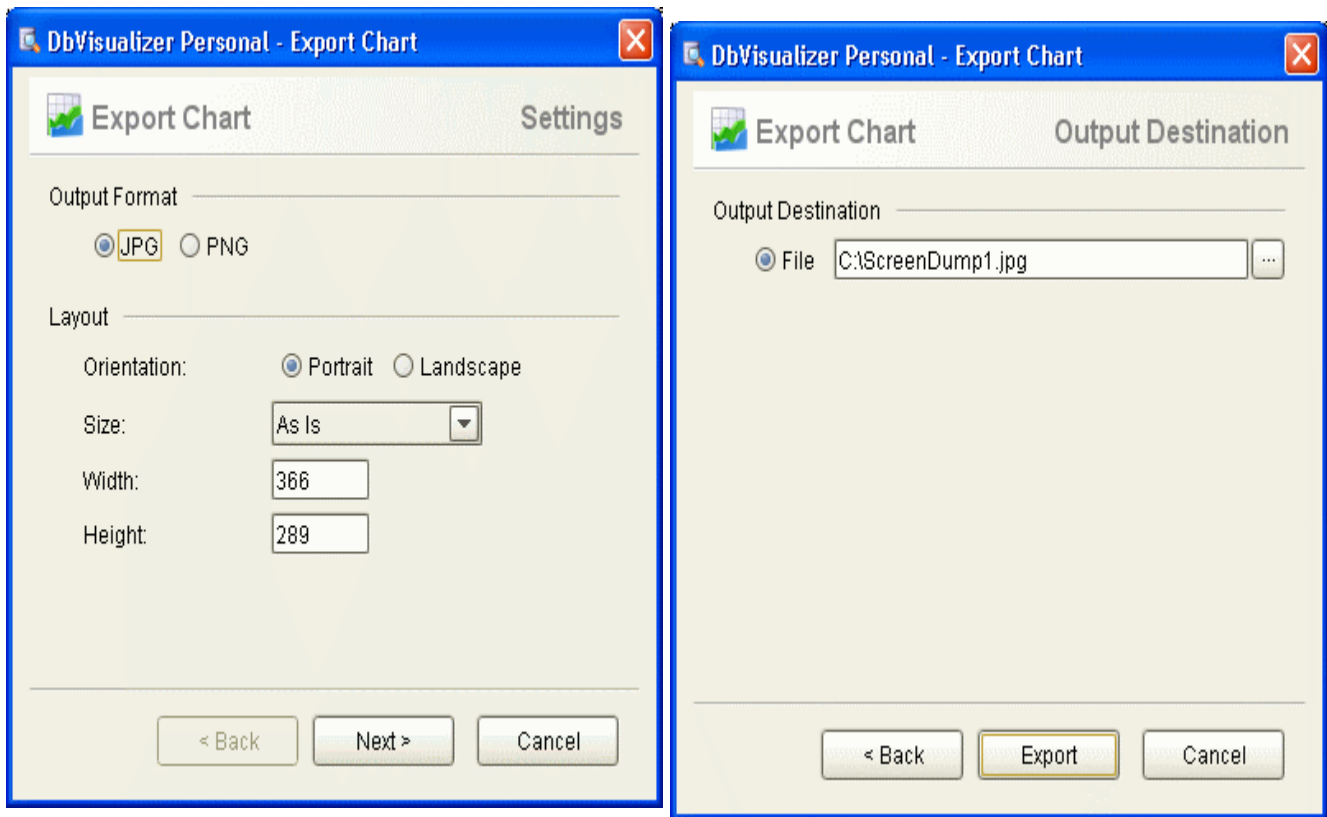 DbVisualizer Personal - Export Chart
Export Chart Settings
Output Format
JPG PNG
Layout
Orientation: Portrait Landscape
Size: As Is
Width: 366
Height: 289
< Back Next > Cancel
DbVisualizer Personal - Export Chart
Export Chart Output Destination
Output Destination
File C:\ScreenDump1.jpg ...
< Back Export Cancel